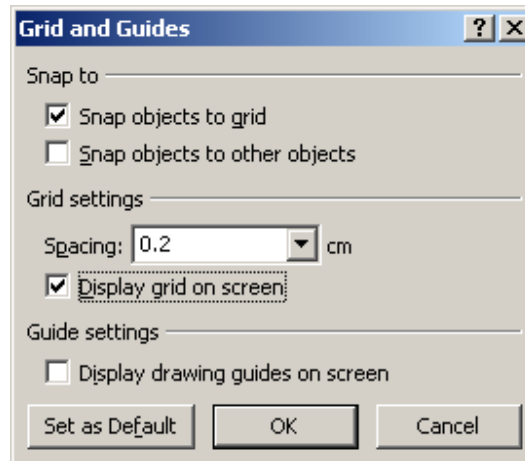 Grid and Guides
Snap to
Snap objects to grid
Snap objects to other objects
Grid settings
Spacing: 0.2 cm
Display grid on screen
Guide settings
Display drawing guides on screen
Set as Default OK Cancel